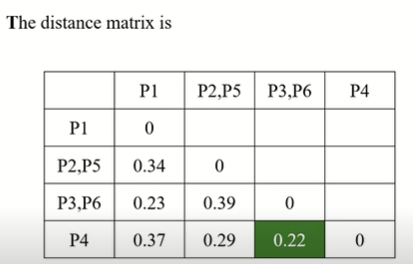 The distance matrix is
P1 P2,P5 P3,P6 P4
P1 0
P2,P5 0.34 0
P3,P6 0.23 0.39 0
P4 0.37 0.29 0.22 0